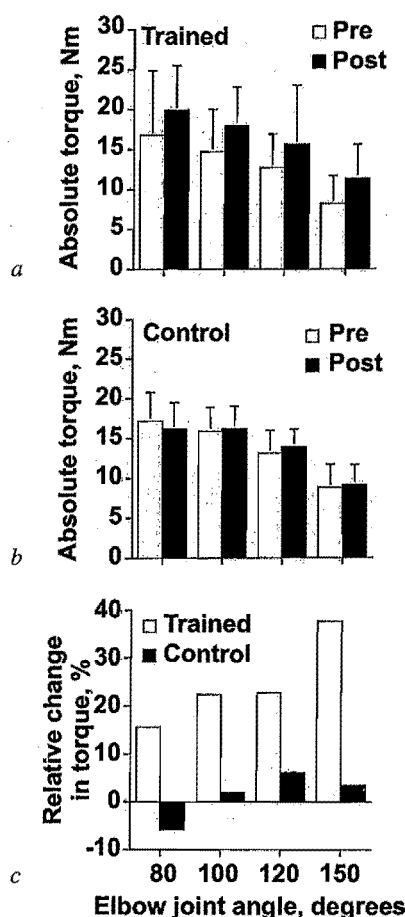 Trained
Pre
Post
Absolute torque, Nm
30
25
20
15
10
5
0
a
Control
Pre
Post
Absolute torque, Nm
30
25
20
15
10
5
0
b
Trained
Control
Relative change
in torque, %
40
30
20
10
0
-10
80 100 120 150
c
Elbow joint angle, degrees